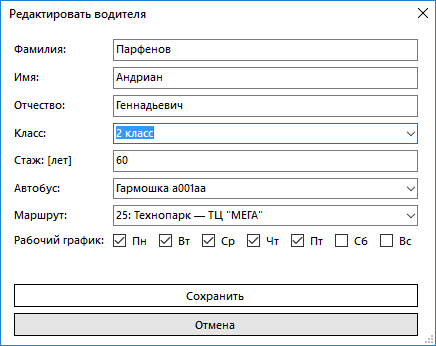 Редактировать водителя
Фамилия: Парфенов
Имя: Андриан
Отчество: Геннадьевич
Класс: 2 класс
Стаж: [лет] 60
Автобус: Гармошка а001аа
Маршрут: 25: Технопарк — ТЦ "МЕГА"
Рабочий график: Пн Вт Ср Чт Пт Сб Вс
Сохранить
Отмена